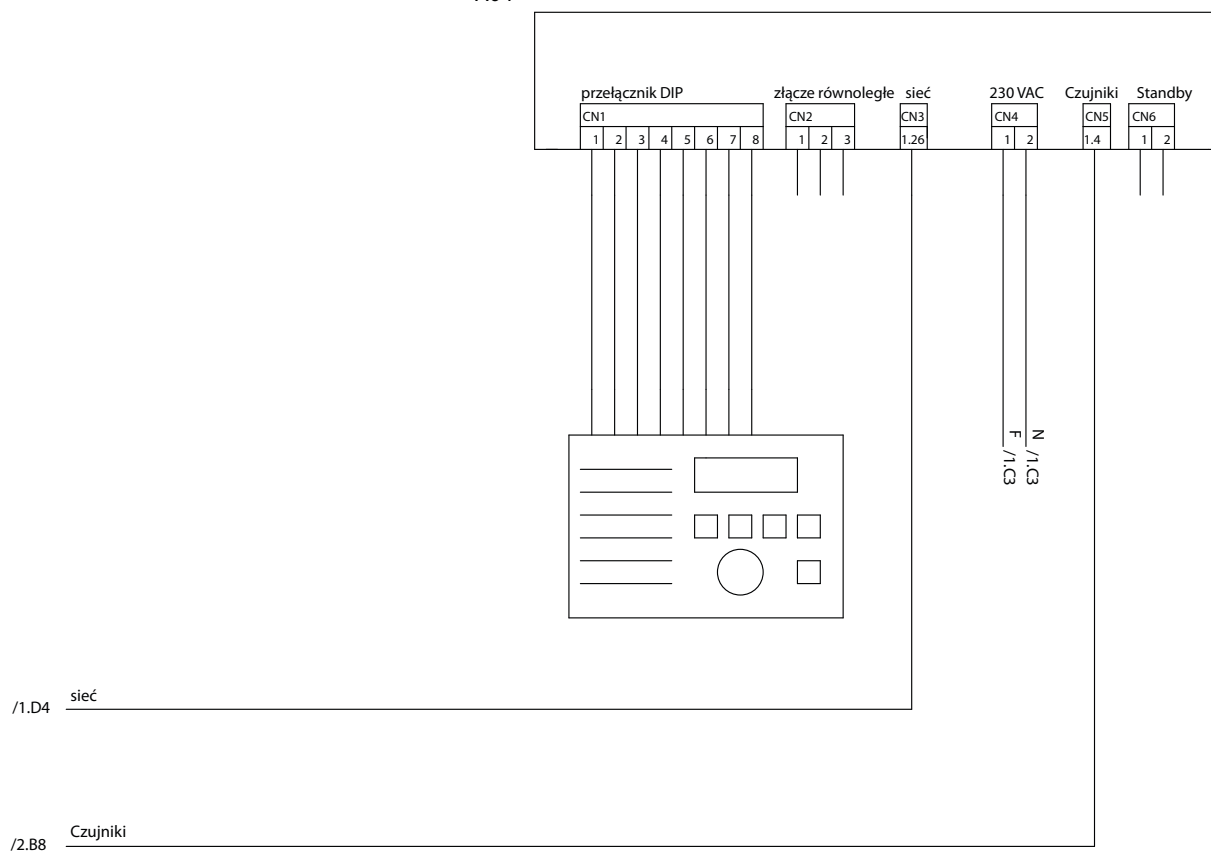 przełącznik DIP złącze równoległe sieć 230 VAC Czujniki Standby
CN1 CN2 CN3 CN4 CN5 CN6
1 2 3 4 5 6 7 8 1 2 3 1.26 1 2 1.4 1 2
F /1.C3
N /1.C3
/1.D4 sieć
/2.B8 Czujniki